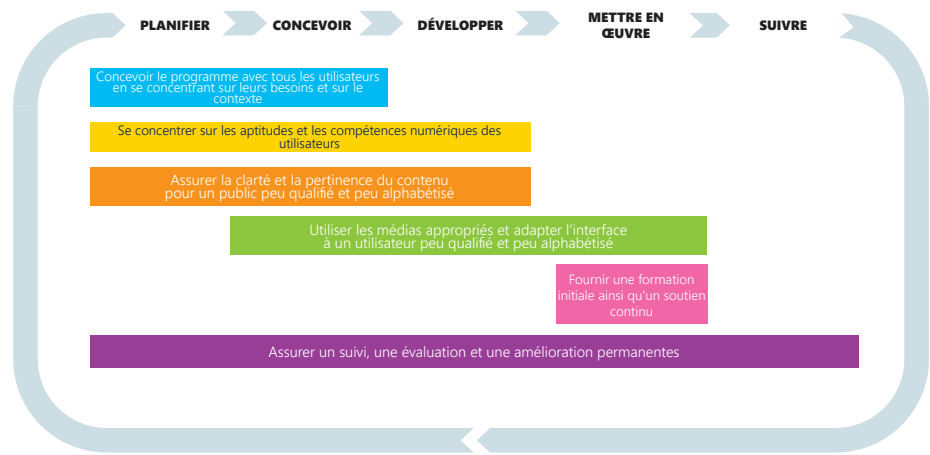 PLANIFIER
CONCEVOIR
DÉVELOPPER
METTRE EN
ŒUVRE
SUIVRE
Concevoir le programme avec tous les utilisateurs
en se concentrant sur leurs besoins et sur le
contexte
Se concentrer sur les aptitudes et les compétences numériques des
utilisateurs
Assurer la clarté et la pertinence du contenu
pour un public peu qualifié et peu alphabétisé
Utiliser les médias appropriés et adapter l'interface
à un utilisateur peu qualifié et peu alphabétisé
Fournir une formation
initiale ainsi qu'un soutien
continu
Assurer un suivi, une évaluation et une amélioration permanentes